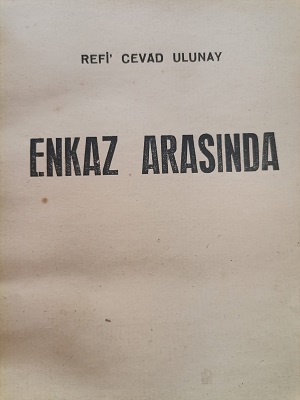 REFİ' CEVAD ULUNAY
ENKAZ ARASINDA